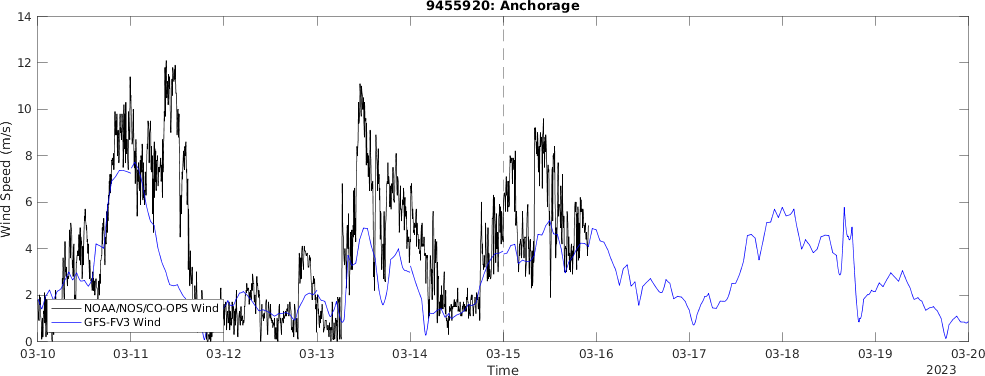 9455920: Anchorage
14
12
10
8
6
4
2
0
Wind Speed (m/s)
NOAA/NOS/CO-OPS Wind
GFS-FV3 Wind
03-10 03-11 03-12 03-13 03-14 03-15 03-16 03-17 03-18 03-19 03-20
Time
2023